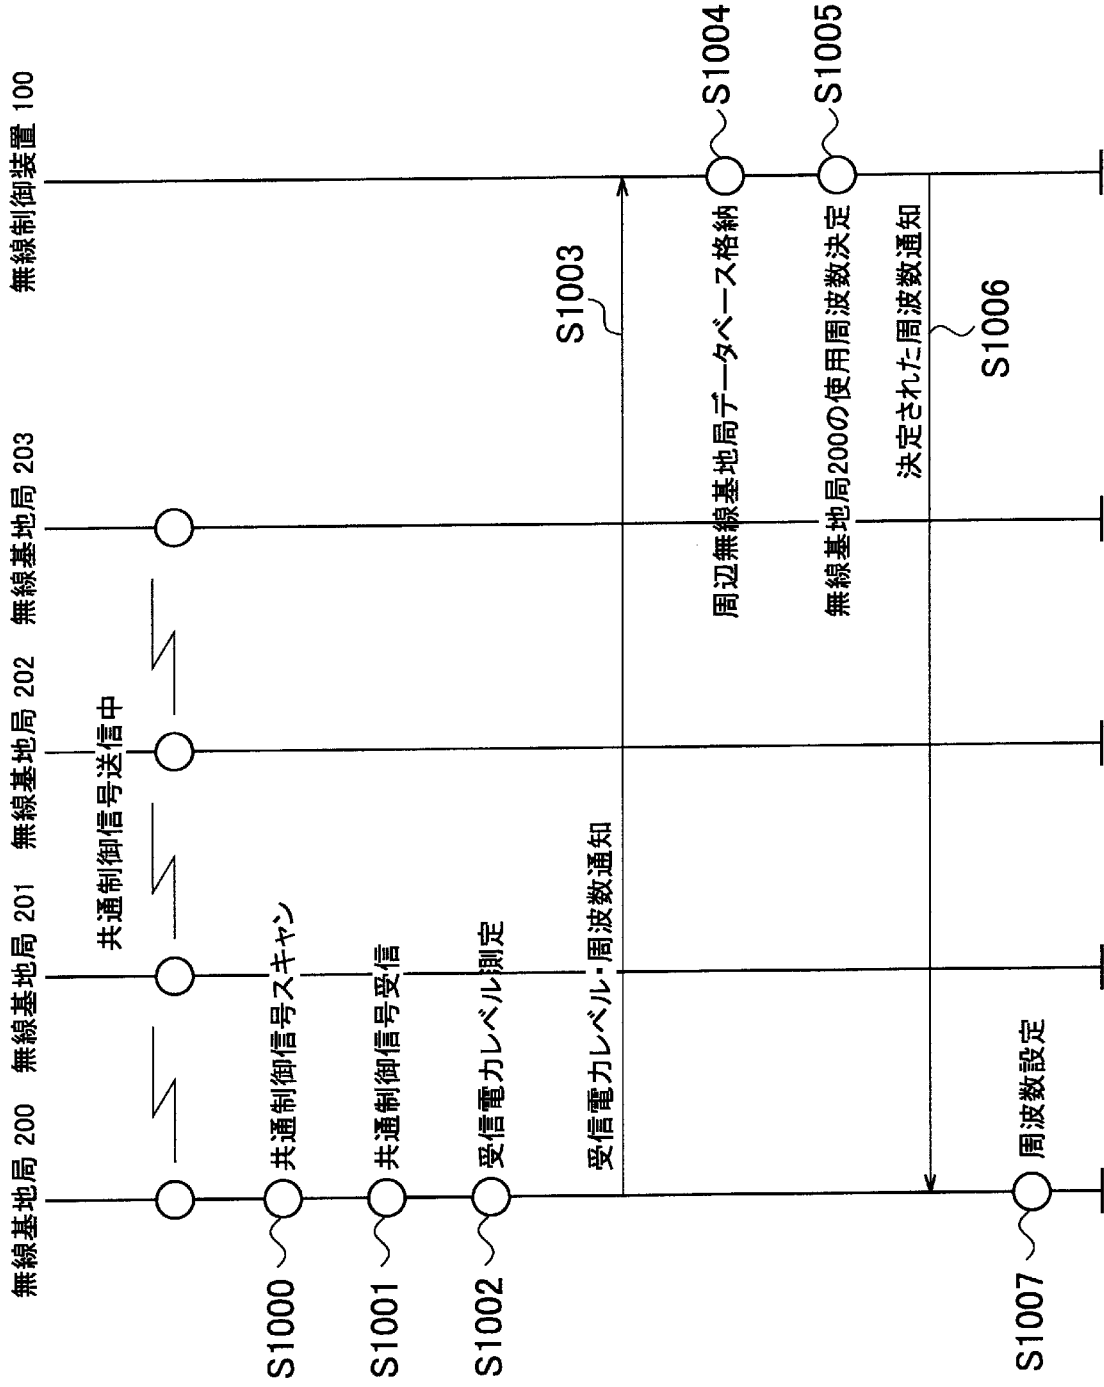 無線基地局 200
無線基地局 201
無線基地局 202
無線基地局 203
無線制御装置 100
共通制御信号送信中
S1000
共通制御信号スキャン
S1001
共通制御信号受信
S1002
受信電力レベル測定
受信電力レベル・周波数通知
S1003
周辺無線基地局データベース格納
S1004
無線基地局200の使用周波数決定
S1005
決定された周波数通知
S1006
S1007
周波数設定